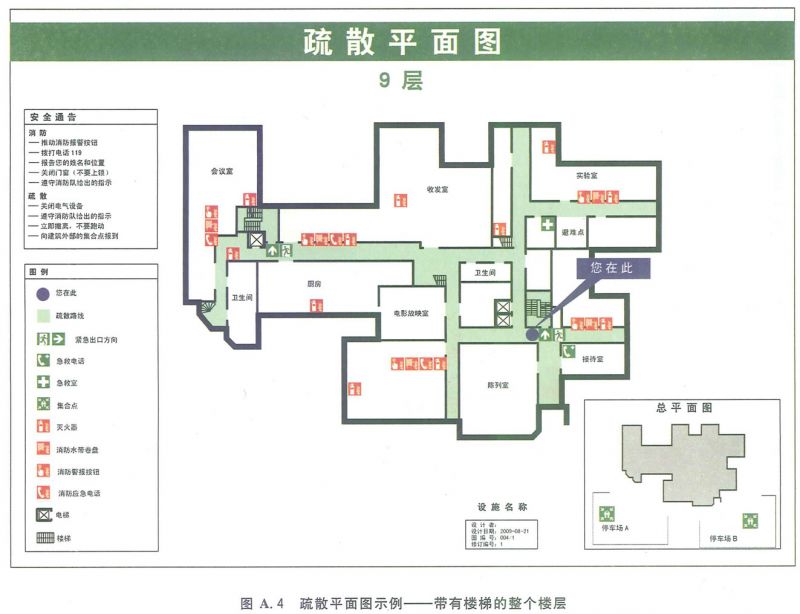 疏散平面图
9 层
安全通告
消防
— 推动消防报警按钮
— 拨打电话 119
— 报告您的姓名和位置
— 关闭门窗（不要上锁）
— 遵守消防队给出的指示
疏散
— 关闭电气设备
— 遵守消防队给出的指示
— 立即撤离，不要跑动
— 向建筑外部的集合点报到
图例
您在此
疏散路线
紧急出口方向
急救电话
急救室
集合点
灭火器
消防水带卷盘
消防警报按钮
消防应急电话
电梯
楼梯
会议室
收发室
实验室
避难点
您在此
卫生间
厨房
卫生间
电影放映室
陈列室
接待室
总平面图
停车场 A
停车场 B
设施名称
设计者：
设计日期：2009-08-21
图编号：004/1
修订编号：1
图 A.4 疏散平面图示例——带有楼梯的整个楼层